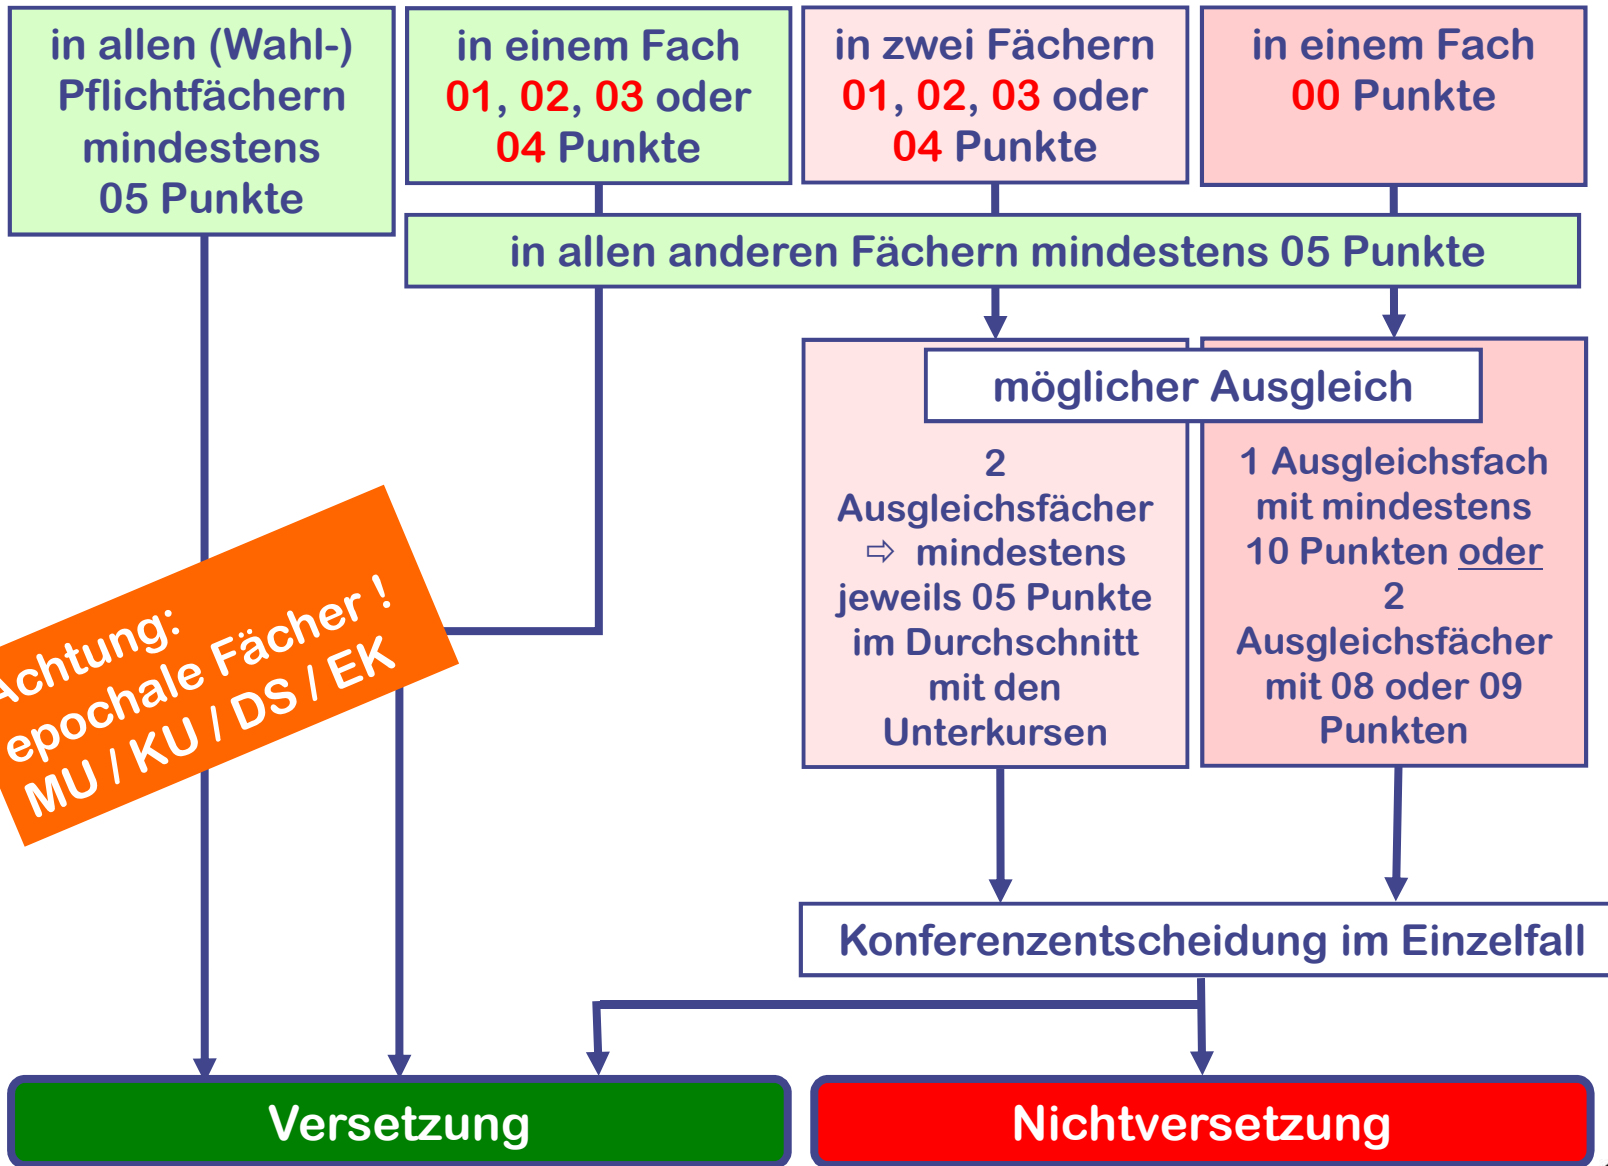 in allen (Wahl-)
Pflichtfächern
mindestens
05 Punkte
in einem Fach
01, 02, 03 oder
04 Punkte
in zwei Fächern
01, 02, 03 oder
04 Punkte
in einem Fach
00 Punkte
in allen anderen Fächern mindestens 05 Punkte
möglicher Ausgleich
2
Ausgleichsfächer
⇨ mindestens
jeweils 05 Punkte
im Durchschnitt
mit den
Unterkursen
1 Ausgleichsfach
mit mindestens
10 Punkten oder
2
Ausgleichsfächer
mit 08 oder 09
Punkten
Achtung:
epochale Fächer !
MU / KU / DS / EK
Konferenzentscheidung im Einzelfall
Versetzung
Nichtversetzung